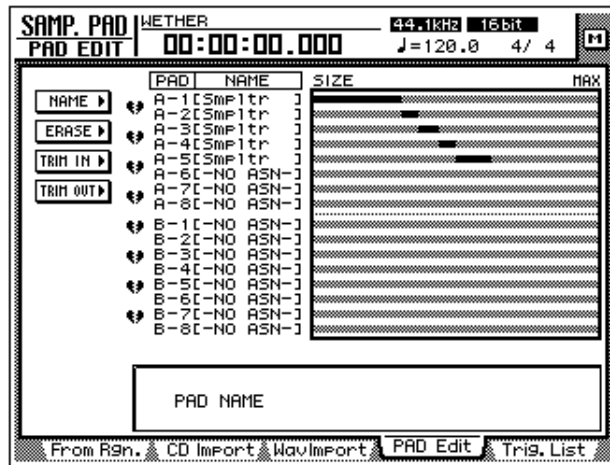 SAMP. PAD
PAD EDIT
WETHER
00:00:00.000
44.1kHz 16bit
♩=120.0 4/ 4
M
PAD NAME SIZE MAX
NAME
ERASE
TRIM IN
TRIM OUT
A-1[Smpltr ]
A-2[Smpltr ]
A-3[Smpltr ]
A-4[Smpltr ]
A-5[Smpltr ]
A-6[-NO ASN-]
A-7[-NO ASN-]
A-8[-NO ASN-]
B-1[-NO ASN-]
B-2[-NO ASN-]
B-3[-NO ASN-]
B-4[-NO ASN-]
B-5[-NO ASN-]
B-6[-NO ASN-]
B-7[-NO ASN-]
B-8[-NO ASN-]
PAD NAME
From Rgn. CD Import WavImport PAD Edit Trig. List